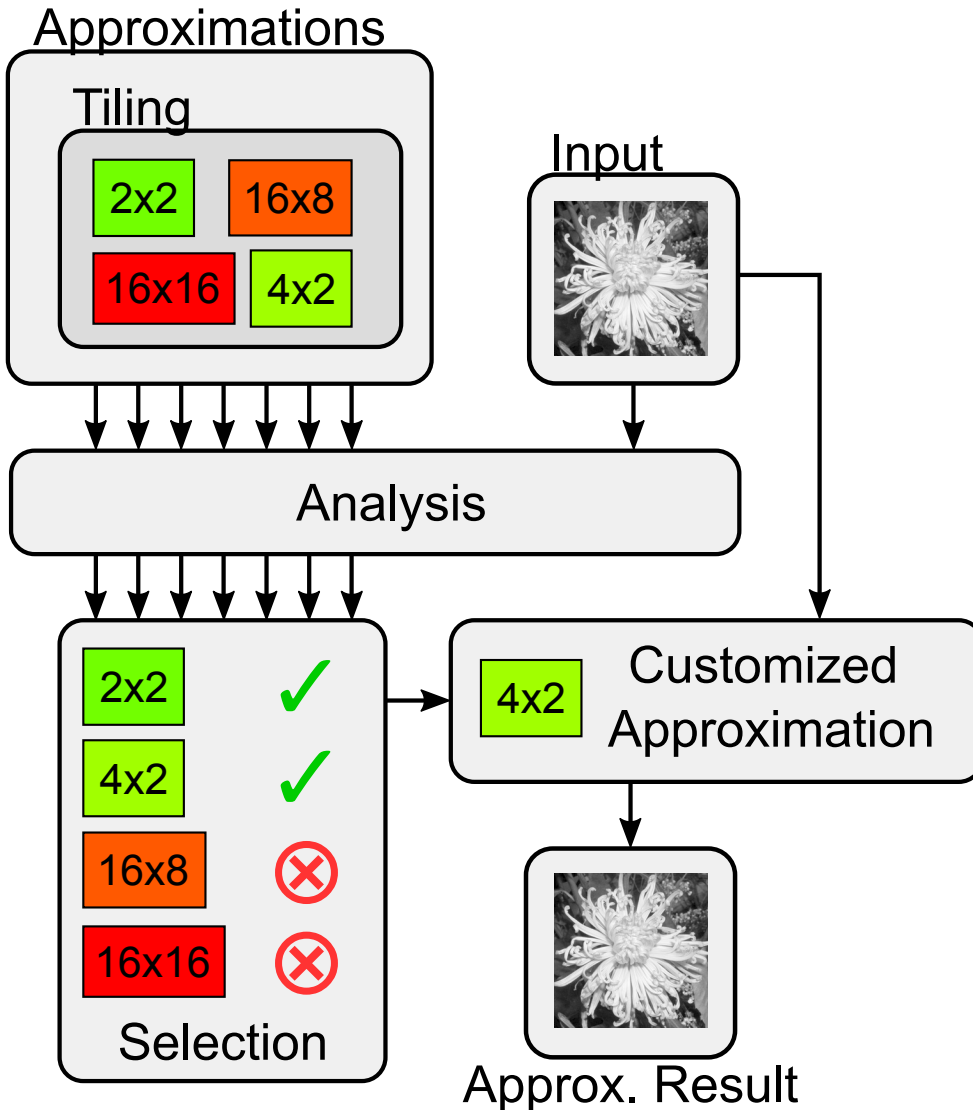 Approximations
Tiling
2x2
16x8
16x16
4x2
Input
Analysis
2x2
4x2
16x8
16x16
Selection
4x2
Customized
Approximation
Approx. Result